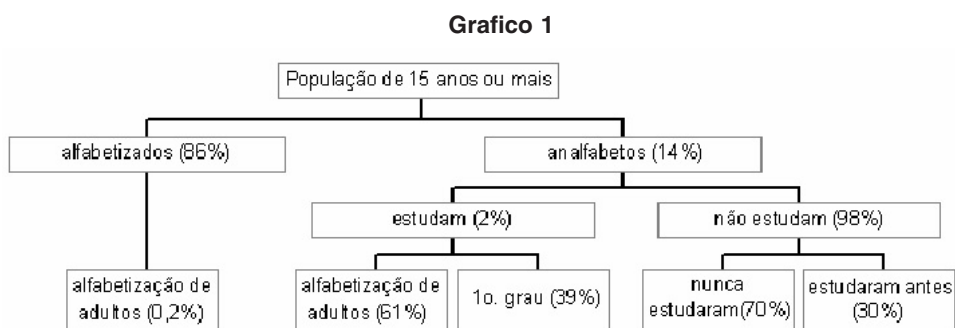 Grafico 1
População de 15 anos ou mais
alfabetizados (86%)
analfabetos (14%)
estudam (2%)
não estudam (98%)
alfabetização de
adultos (0,2%)
alfabetização de
adultos (61%)
1o. grau (39%)
nunca
estudaram(70%)
estudaram antes
(30%)